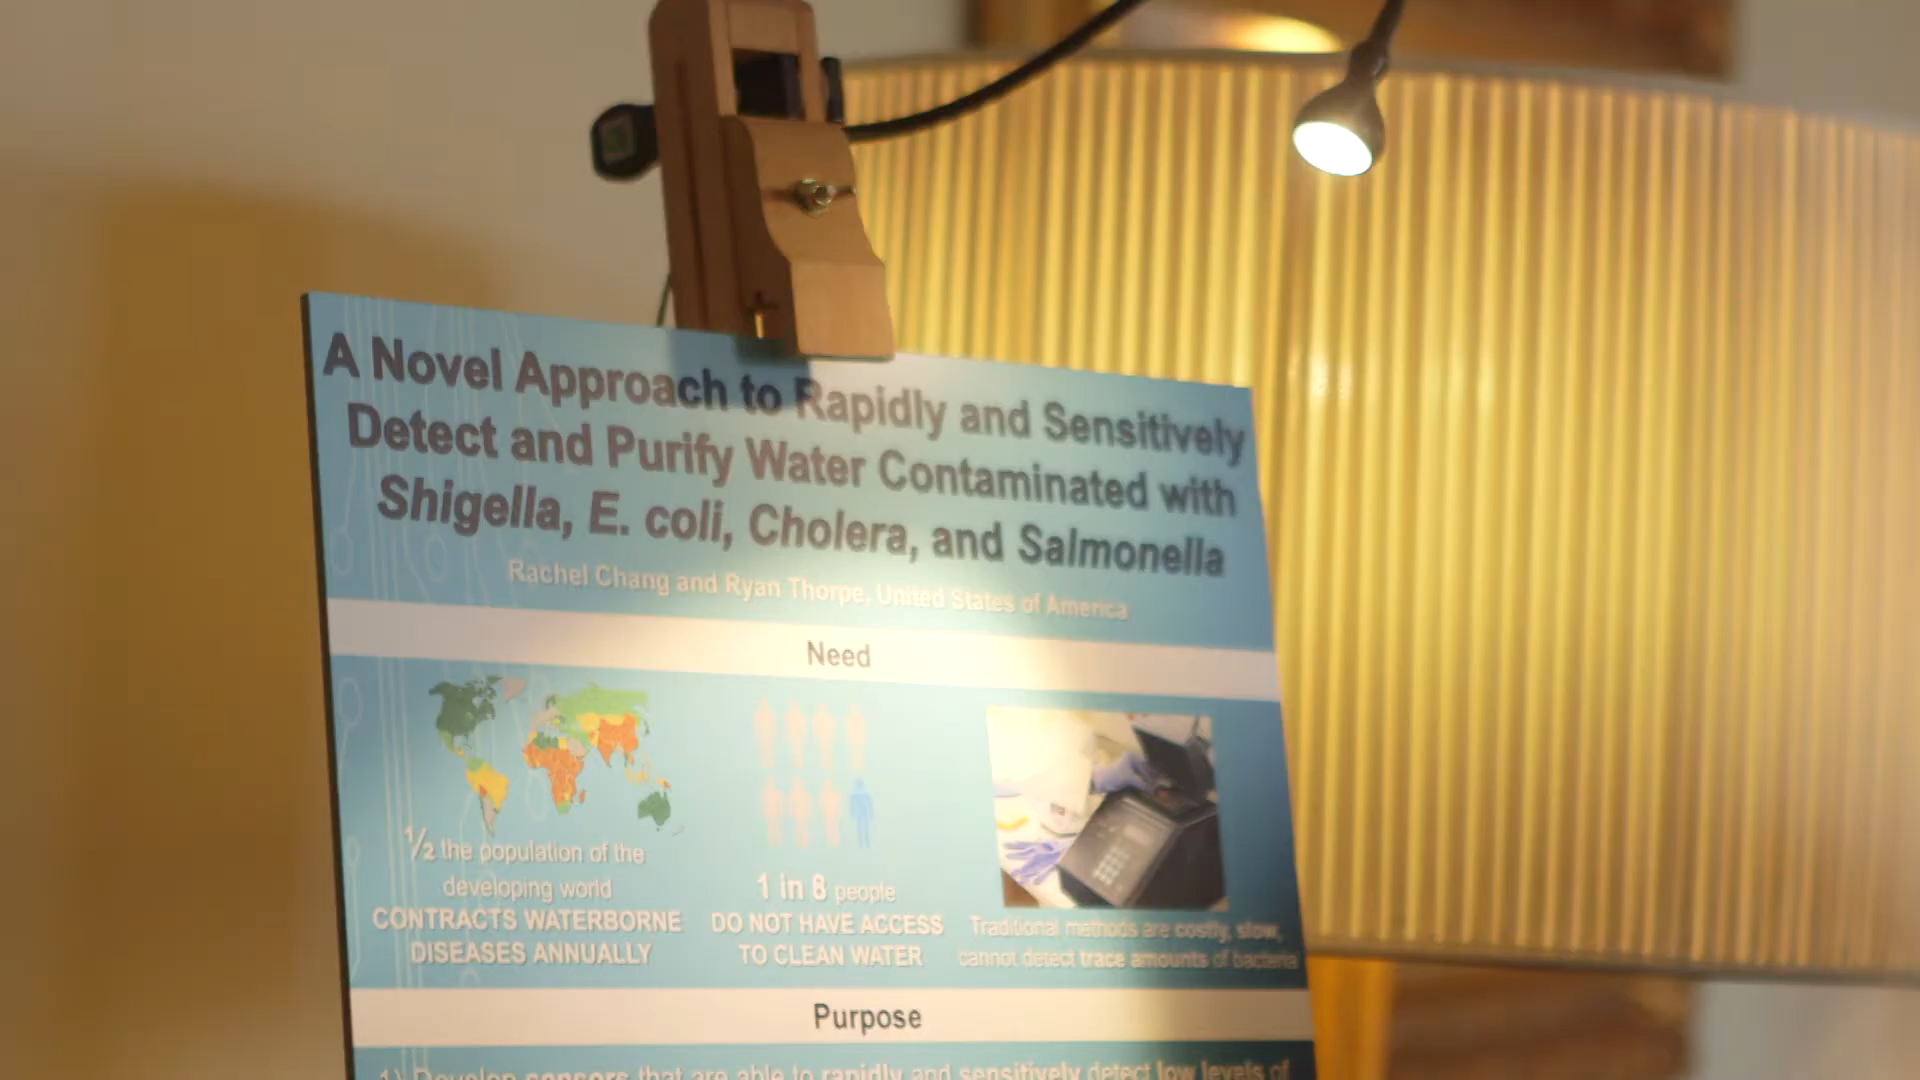 A Novel Approach to Rapidly and Sensitively
Detect and Purify Water Contaminated with
Shigella, E. coli, Cholera, and Salmonella
Rachel Chang and Ryan Thorpe, United States of America
Need
½ the population of the
developing world
CONTRACTS WATERBORNE
DISEASES ANNUALLY
1 in 8 people
DO NOT HAVE ACCESS
TO CLEAN WATER
Traditional methods are costly, slow,
cannot detect trace amounts of bacteria
Purpose
1) Develop sensors that are able to rapidly and sensitively detect low levels of